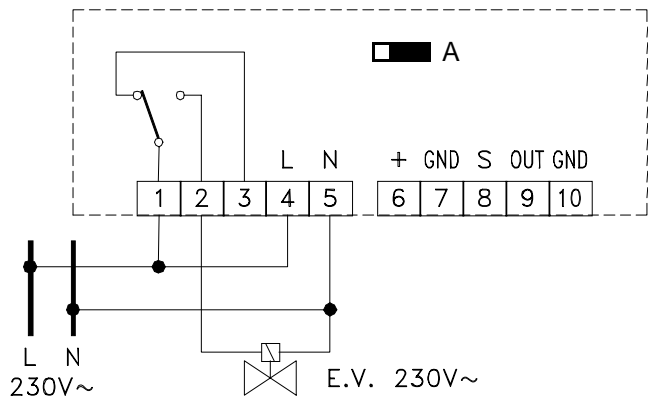 A
L N + GND S OUT GND
1 2 3 4 5 6 7 8 9 10
L N
230V~
E.V. 230V~